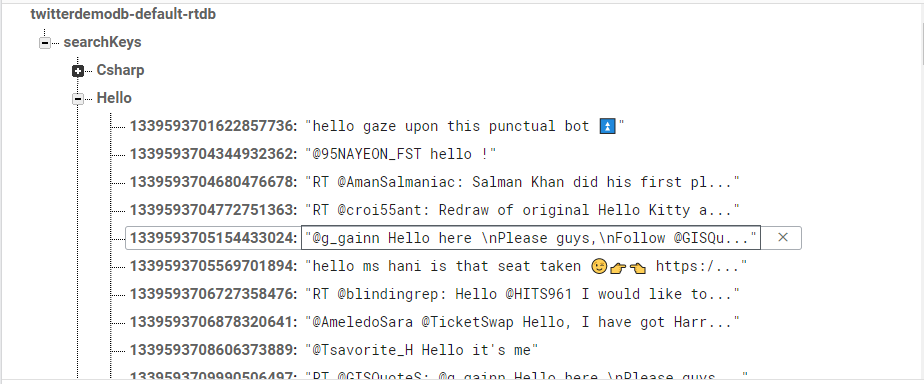 twitterdemodb-default-rtdb
searchKeys
Csharp
Hello
1339593701622857736: "hello gaze upon this punctual bot ⏫"
1339593704344932362: "@95NAYEON_FST hello !"
1339593704680476678: "RT @AmanSalmaniac: Salman Khan did his first pl..."
1339593704772751363: "RT @croi55ant: Redraw of original Hello Kitty a..."
1339593705154433024: "@g_gainn Hello here \nPlease guys,\nFollow @GISQu..."
1339593705569701894: "hello ms hani is that seat taken 😉👉👈 https:/..."
1339593706727358476: "RT @blindingrep: Hello @HITS961 I would like to..."
1339593706878320641: "@AmeledoSara @TicketSwap Hello, I have got Harr..."
1339593708606373889: "@Tsavorite_H Hello it's me"
1339593709990506497: "RT @GISQuoteS: @g_gainn Hello here \nPlease guys..."